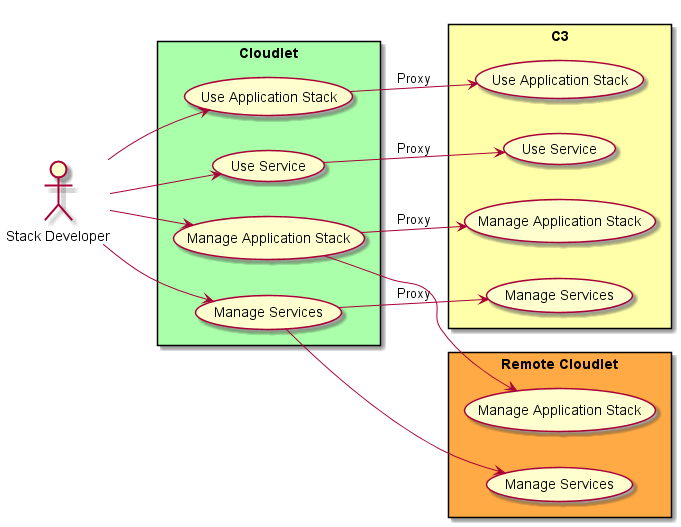 Stack Developer
Cloudlet
Use Application Stack
Use Service
Manage Application Stack
Manage Services
Proxy
Proxy
Proxy
Proxy
C3
Use Application Stack
Use Service
Manage Application Stack
Manage Services
Remote Cloudlet
Manage Application Stack
Manage Services